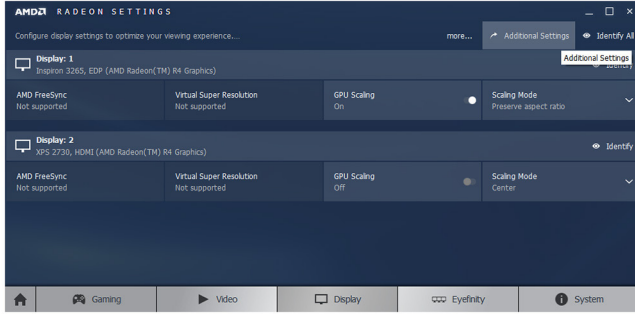 AMD RADEON SETTINGS
Configure display settings to optimize your viewing experience....
more... Additional Settings Identify All
Additional Settings
Display: 1
Inspiron 3265, EDP (AMD Radeon(TM) R4 Graphics)
Identify
AMD FreeSync Virtual Super Resolution GPU Scaling Scaling Mode
Not supported Not supported On Preserve aspect ratio
Display: 2
XPS 2730, HDMI (AMD Radeon(TM) R4 Graphics)
Identify
AMD FreeSync Virtual Super Resolution GPU Scaling Scaling Mode
Not supported Not supported Off Center
Gaming Video Display Eyefinity System